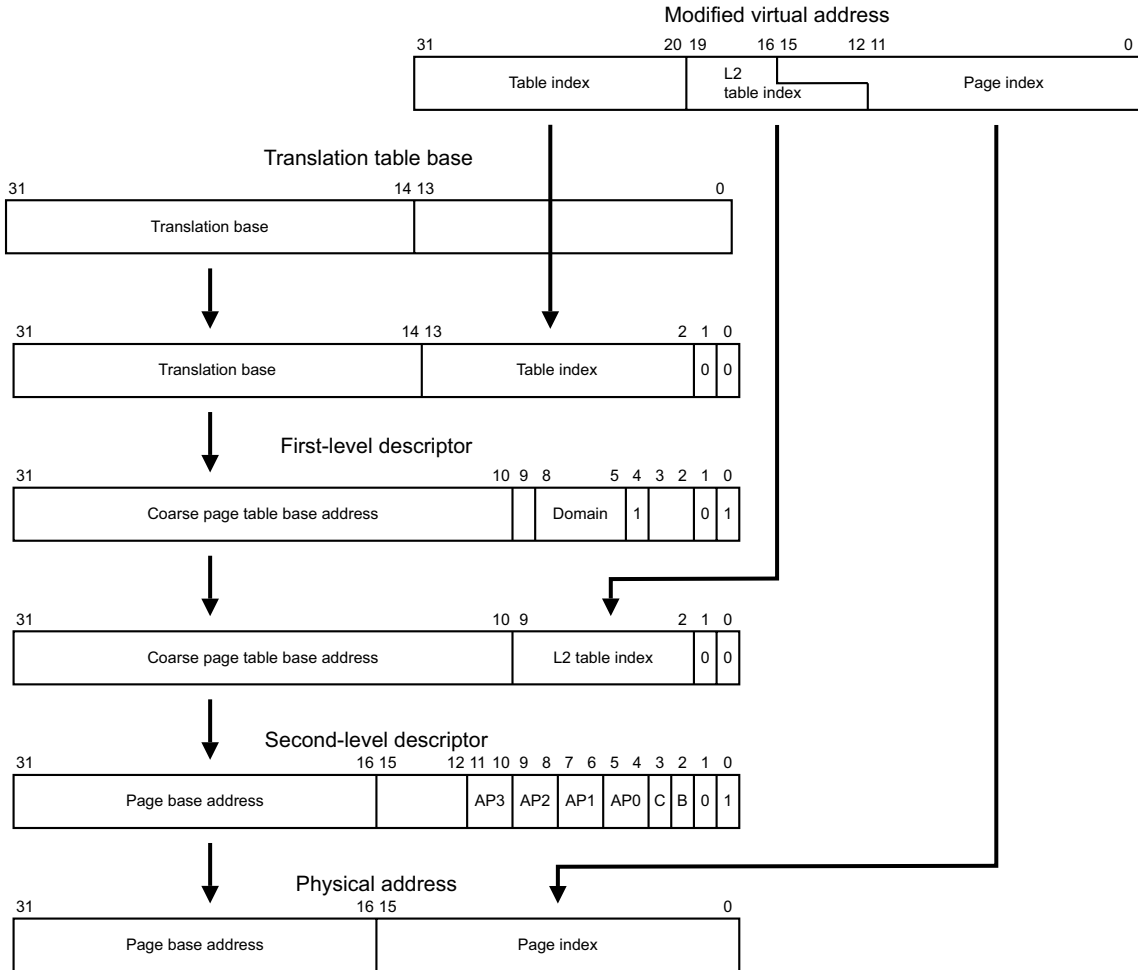 Modified virtual address
31 20 19 16 15 12 11 0
Table index L2 table index Page index
Translation table base
31 14 13 0
Translation base
31 14 13 2 1 0
Translation base Table index 0 0
First-level descriptor
31 10 9 8 5 4 3 2 1 0
Coarse page table base address Domain 1 0 1
31 10 9 2 1 0
Coarse page table base address L2 table index 0 0
Second-level descriptor
31 16 15 12 11 10 9 8 7 6 5 4 3 2 1 0
Page base address AP3 AP2 AP1 AP0 C B 0 1
Physical address
31 16 15 0
Page base address Page index